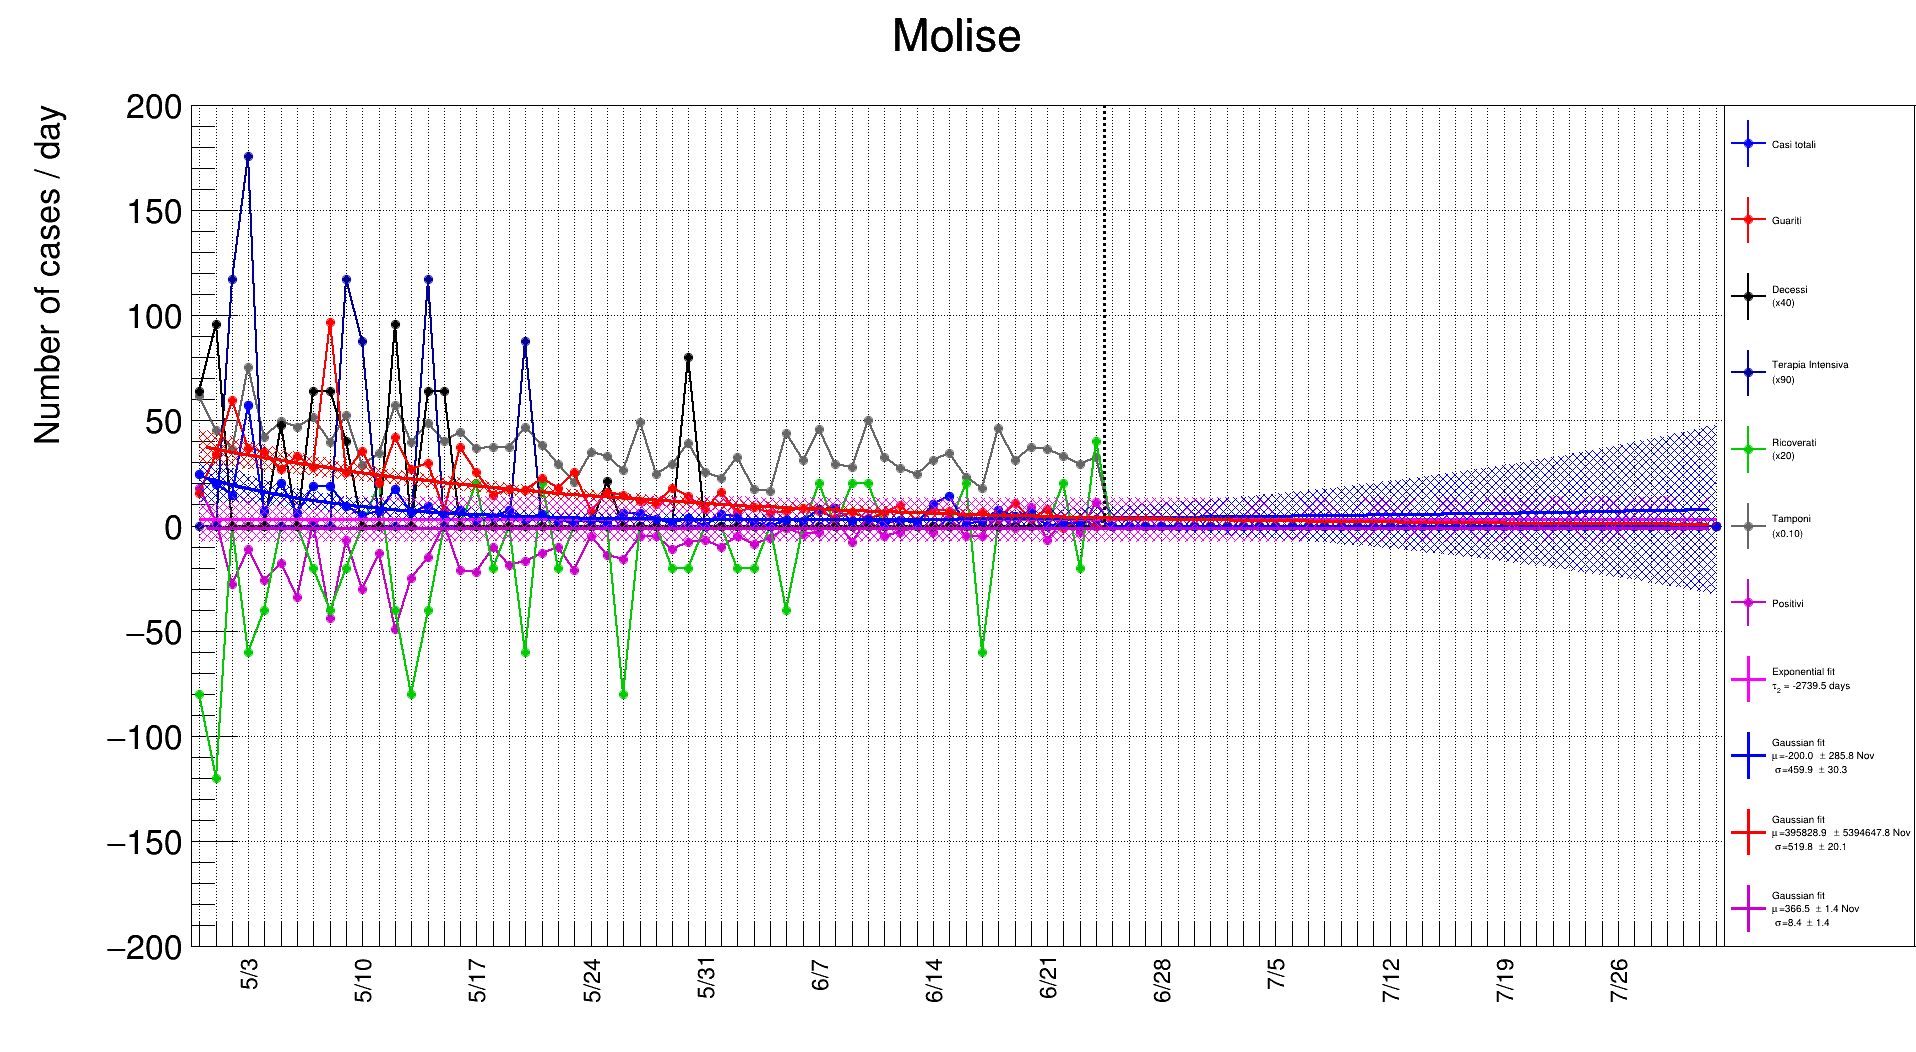 Molise
Number of cases / day
200
150
100
50
0
−50
−100
−150
−200
5/3
5/10
5/17
5/24
5/31
6/7
6/14
6/21
6/28
7/5
7/12
7/19
7/26
Casi totali
Guariti
Decessi
(x40)
Terapia Intensiva
(x90)
Ricoverati
(x20)
Tamponi
(x0.10)
Positivi
Exponential fit
τ2 = -2739.5 days
Gaussian fit
μ=-200.0 ± 285.8 Nov
σ=459.9 ± 30.3
Gaussian fit
μ=395828.9 ± 5394647.8 Nov
σ=519.8 ± 20.1
Gaussian fit
μ=366.5 ± 1.4 Nov
σ=8.4 ± 1.4